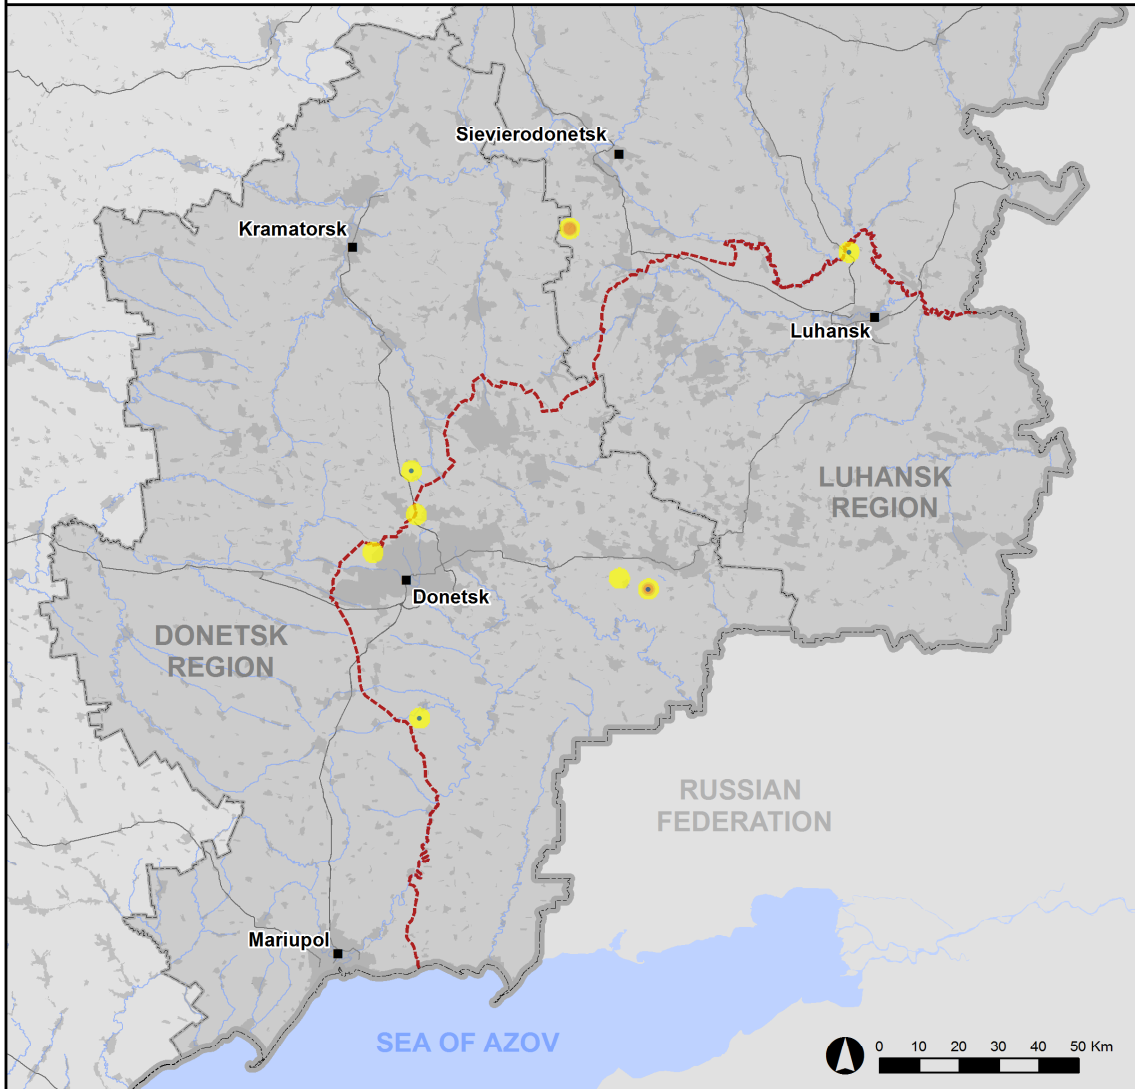 Sievierodonetsk
Kramatorsk
Luhansk
LUHANSK
REGION
Donetsk
DONETSK
REGION
RUSSIAN
FEDERATION
Mariupol
SEA OF AZOV
0 10 20 30 40 50 Km